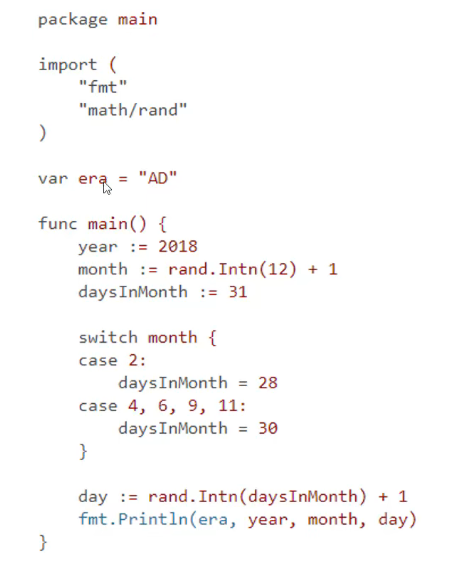 package main
import (
"fmt"
"math/rand"
)
var era = "AD"
func main() {
year := 2018
month := rand.Intn(12) + 1
daysInMonth := 31
switch month {
case 2:
daysInMonth = 28
case 4, 6, 9, 11:
daysInMonth = 30
}
day := rand.Intn(daysInMonth) + 1
fmt.Println(era, year, month, day)
}